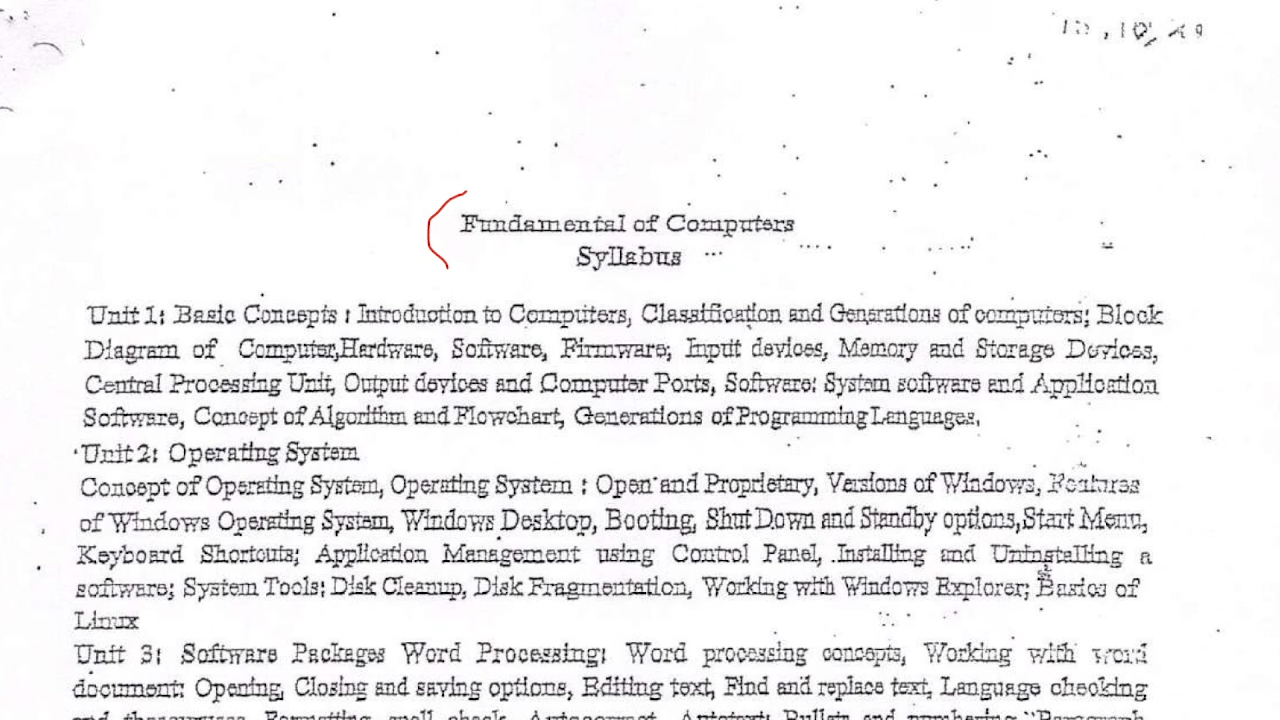 Fundamental of Computers
Syllabus
Unit 1: Basic Concepts : Introduction to Computers, Classification and Generations of computers; Block
Diagram of Computer,Hardware, Software, Firmware; Input devices, Memory and Storage Devices,
Central Processing Unit, Output devices and Computer Ports, Software: System software and Application
Software, Concept of Algorithm and Flowchart, Generations of Programming Languages.
Unit 2: Operating System
Concept of Operating System, Operating System : Open and Proprietary, Versions of Windows, Features
of Windows Operating System, Windows Desktop, Booting, Shut Down and Standby options,Start Menu,
Keyboard Shortcuts; Application Management using Control Panel, Installing and Uninstalling a
software; System Tools: Disk Cleanup, Disk Fragmentation, Working with Windows Explorer; Basics of
Linux
Unit 3: Software Packages Word Processing: Word processing concepts, Working with word
document: Opening, Closing and saving options, Editing text, Find and replace text, Language checking